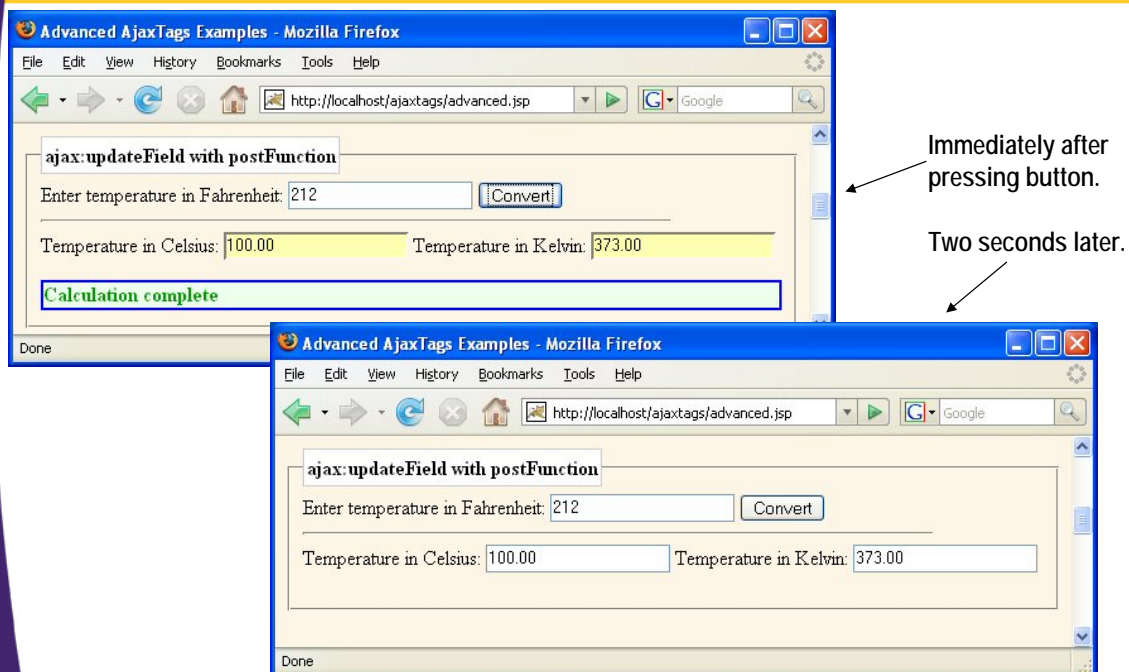 Advanced AjaxTags Examples - Mozilla Firefox
File Edit View History Bookmarks Tools Help
http://localhost/ajaxtags/advanced.jsp G Google
ajax:updateField with postFunction
Enter temperature in Fahrenheit: 212 Convert
Temperature in Celsius: 100.00 Temperature in Kelvin: 373.00
Calculation complete
Done
Immediately after
pressing button.
Two seconds later.
Advanced AjaxTags Examples - Mozilla Firefox
File Edit View History Bookmarks Tools Help
http://localhost/ajaxtags/advanced.jsp G Google
ajax:updateField with postFunction
Enter temperature in Fahrenheit: 212 Convert
Temperature in Celsius: 100.00 Temperature in Kelvin: 373.00
Done